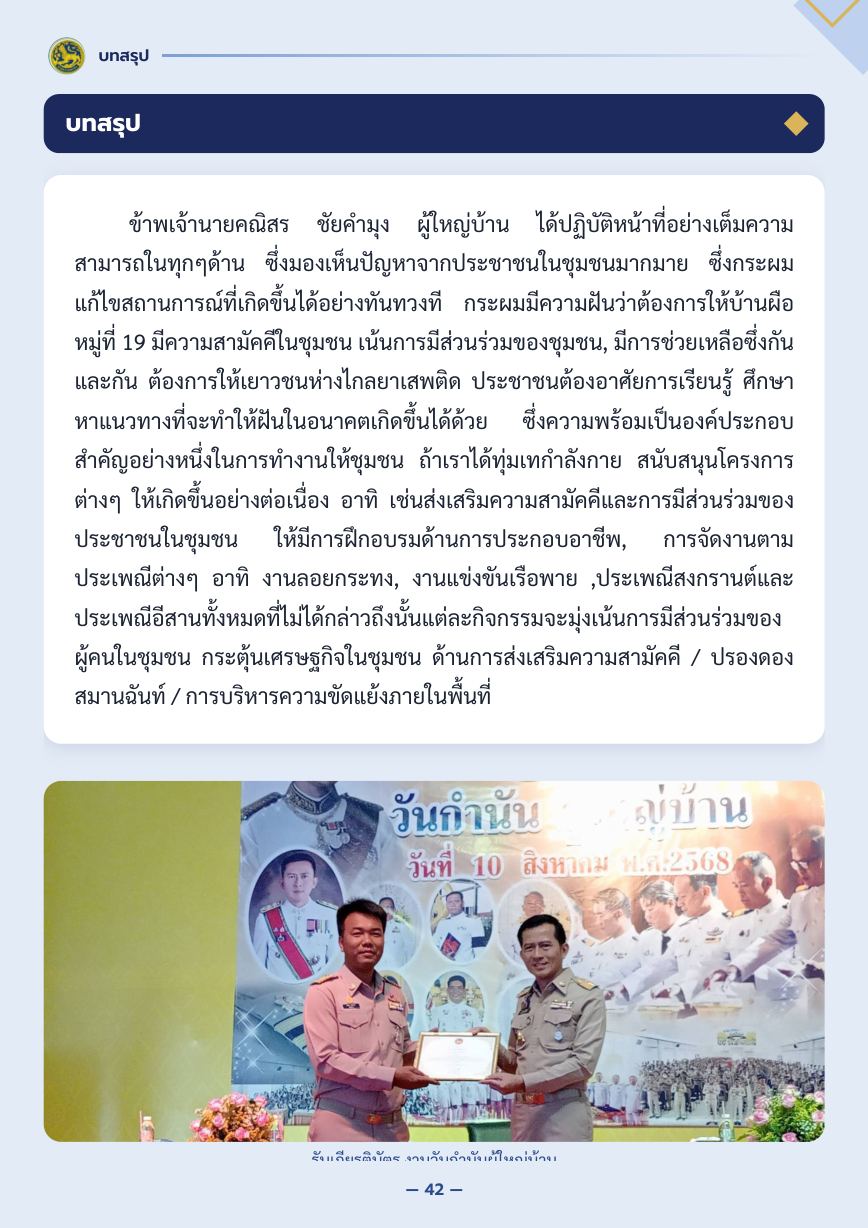 บทสรุป
บทสรุป
ข้าพเจ้านายคณิสร ชัยคำมุง ผู้ใหญ่บ้าน ได้ปฏิบัติหน้าที่อย่างเต็มความ
สามารถในทุกๆด้าน ซึ่งมองเห็นปัญหาจากประชาชนในชุมชนมากมาย ซึ่งกระผม
แก้ไขสถานการณ์ที่เกิดขึ้นได้อย่างทันทวงที กระผมมีความฝันว่าต้องการให้บ้านผือ
หมู่ที่ 19 มีความสามัคคีในชุมชน เน้นการมีส่วนร่วมของชุมชน, มีการช่วยเหลือซึ่งกัน
และกัน ต้องการให้เยาวชนห่างไกลยาเสพติด ประชาชนต้องอาศัยการเรียนรู้ ศึกษา
หาแนวทางที่จะทำให้ฝันในอนาคตเกิดขึ้นได้ด้วย ซึ่งความพร้อมเป็นองค์ประกอบ
สำคัญอย่างหนึ่งในการทำงานให้ชุมชน ถ้าเราได้ทุ่มเทกำลังกาย สนับสนุนโครงการ
ต่างๆ ให้เกิดขึ้นอย่างต่อเนื่อง อาทิ เช่นส่งเสริมความสามัคคีและการมีส่วนร่วมของ
ประชาชนในชุมชน ให้มีการฝึกอบรมด้านการประกอบอาชีพ, การจัดงานตาม
ประเพณีต่างๆ อาทิ งานลอยกระทง, งานแข่งขันเรือพาย ,ประเพณีสงกรานต์และ
ประเพณีอีสานทั้งหมดที่ไม่ได้กล่าวถึงนั้นแต่ละกิจกรรมจะมุ่งเน้นการมีส่วนร่วมของ
ผู้คนในชุมชน กระตุ้นเศรษฐกิจในชุมชน ด้านการส่งเสริมความสามัคคี / ปรองดอง
สมานฉันท์ / การบริหารความขัดแย้งภายในพื้นที่
วันกำนัน
วันที่ 10 สิงหาคม พ.ศ.2568
รับเกียรติบัตร งานวันกำนันผู้ใหญ่บ้าน
— 42 —